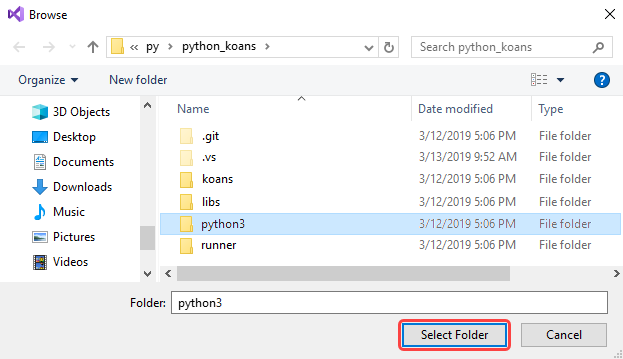 Browse
« py > python_koans >
Search python_koans
Organize
New folder
?
Name Date modified Type
3D Objects
Desktop
Documents
Downloads
Music
Pictures
Videos
.git 3/12/2019 5:06 PM File folder
.vs 3/13/2019 9:52 AM File folder
koans 3/12/2019 5:06 PM File folder
libs 3/12/2019 5:06 PM File folder
python3 3/12/2019 5:06 PM File folder
runner 3/12/2019 5:06 PM File folder
Folder: python3
Select Folder Cancel